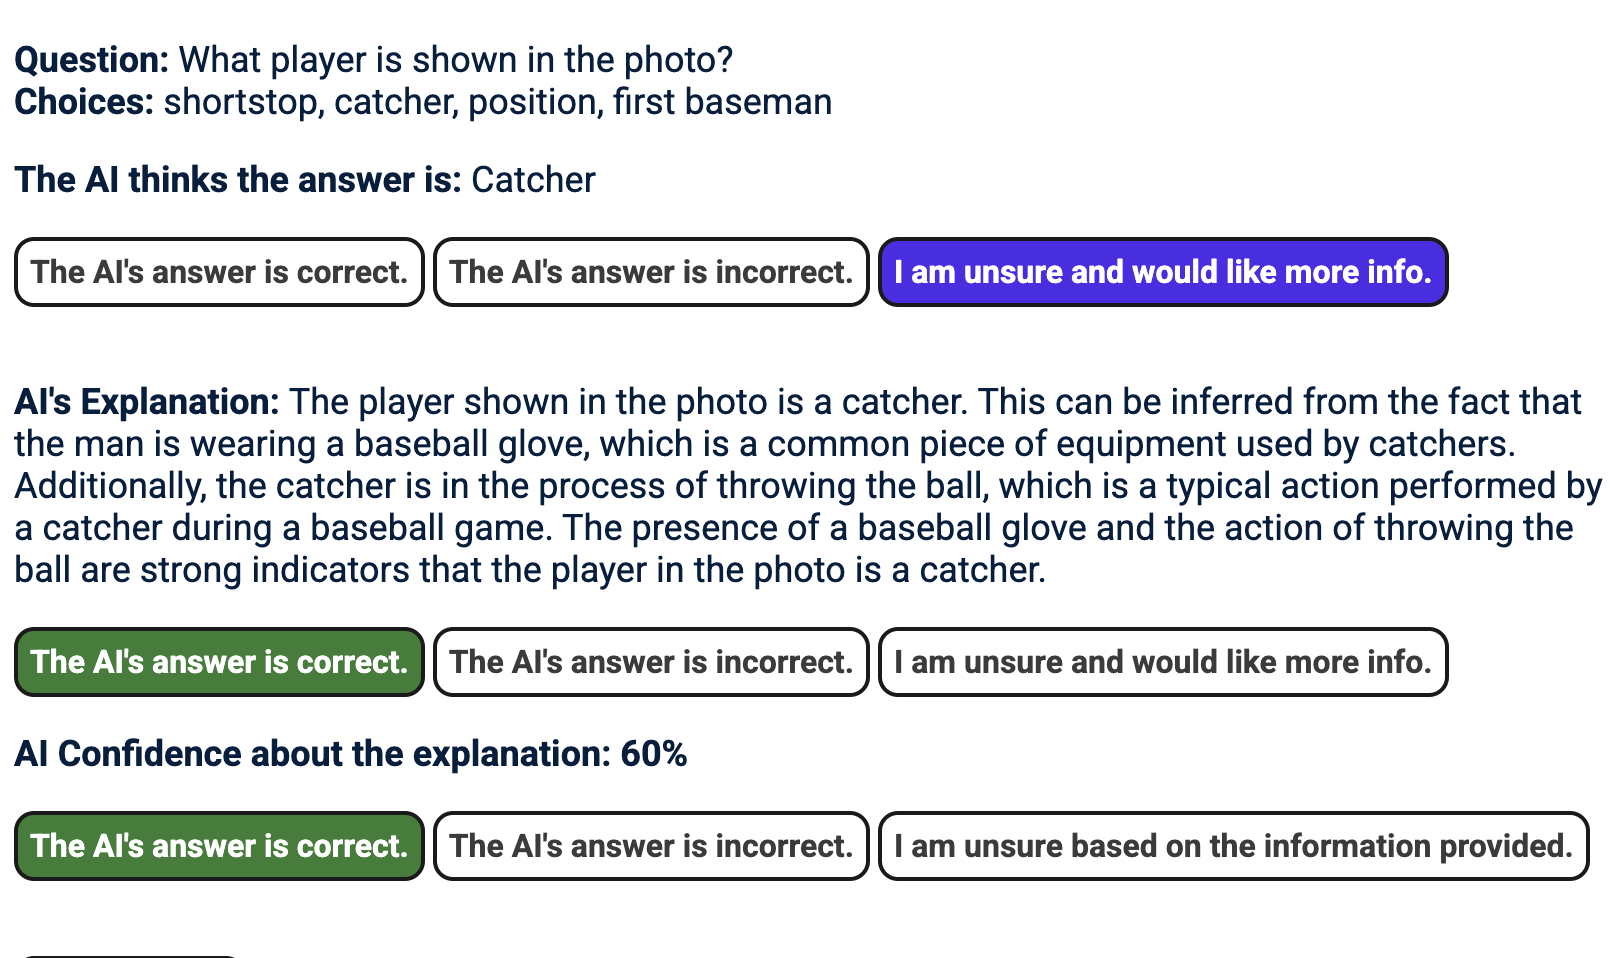 Question: What player is shown in the photo?
Choices: shortstop, catcher, position, first baseman
The AI thinks the answer is: Catcher
The AI's answer is correct. The AI's answer is incorrect. I am unsure and would like more info.
AI's Explanation: The player shown in the photo is a catcher. This can be inferred from the fact that
the man is wearing a baseball glove, which is a common piece of equipment used by catchers.
Additionally, the catcher is in the process of throwing the ball, which is a typical action performed by
a catcher during a baseball game. The presence of a baseball glove and the action of throwing the
ball are strong indicators that the player in the photo is a catcher.
The AI's answer is correct. The AI's answer is incorrect. I am unsure and would like more info.
AI Confidence about the explanation: 60%
The AI's answer is correct. The AI's answer is incorrect. I am unsure based on the information provided.